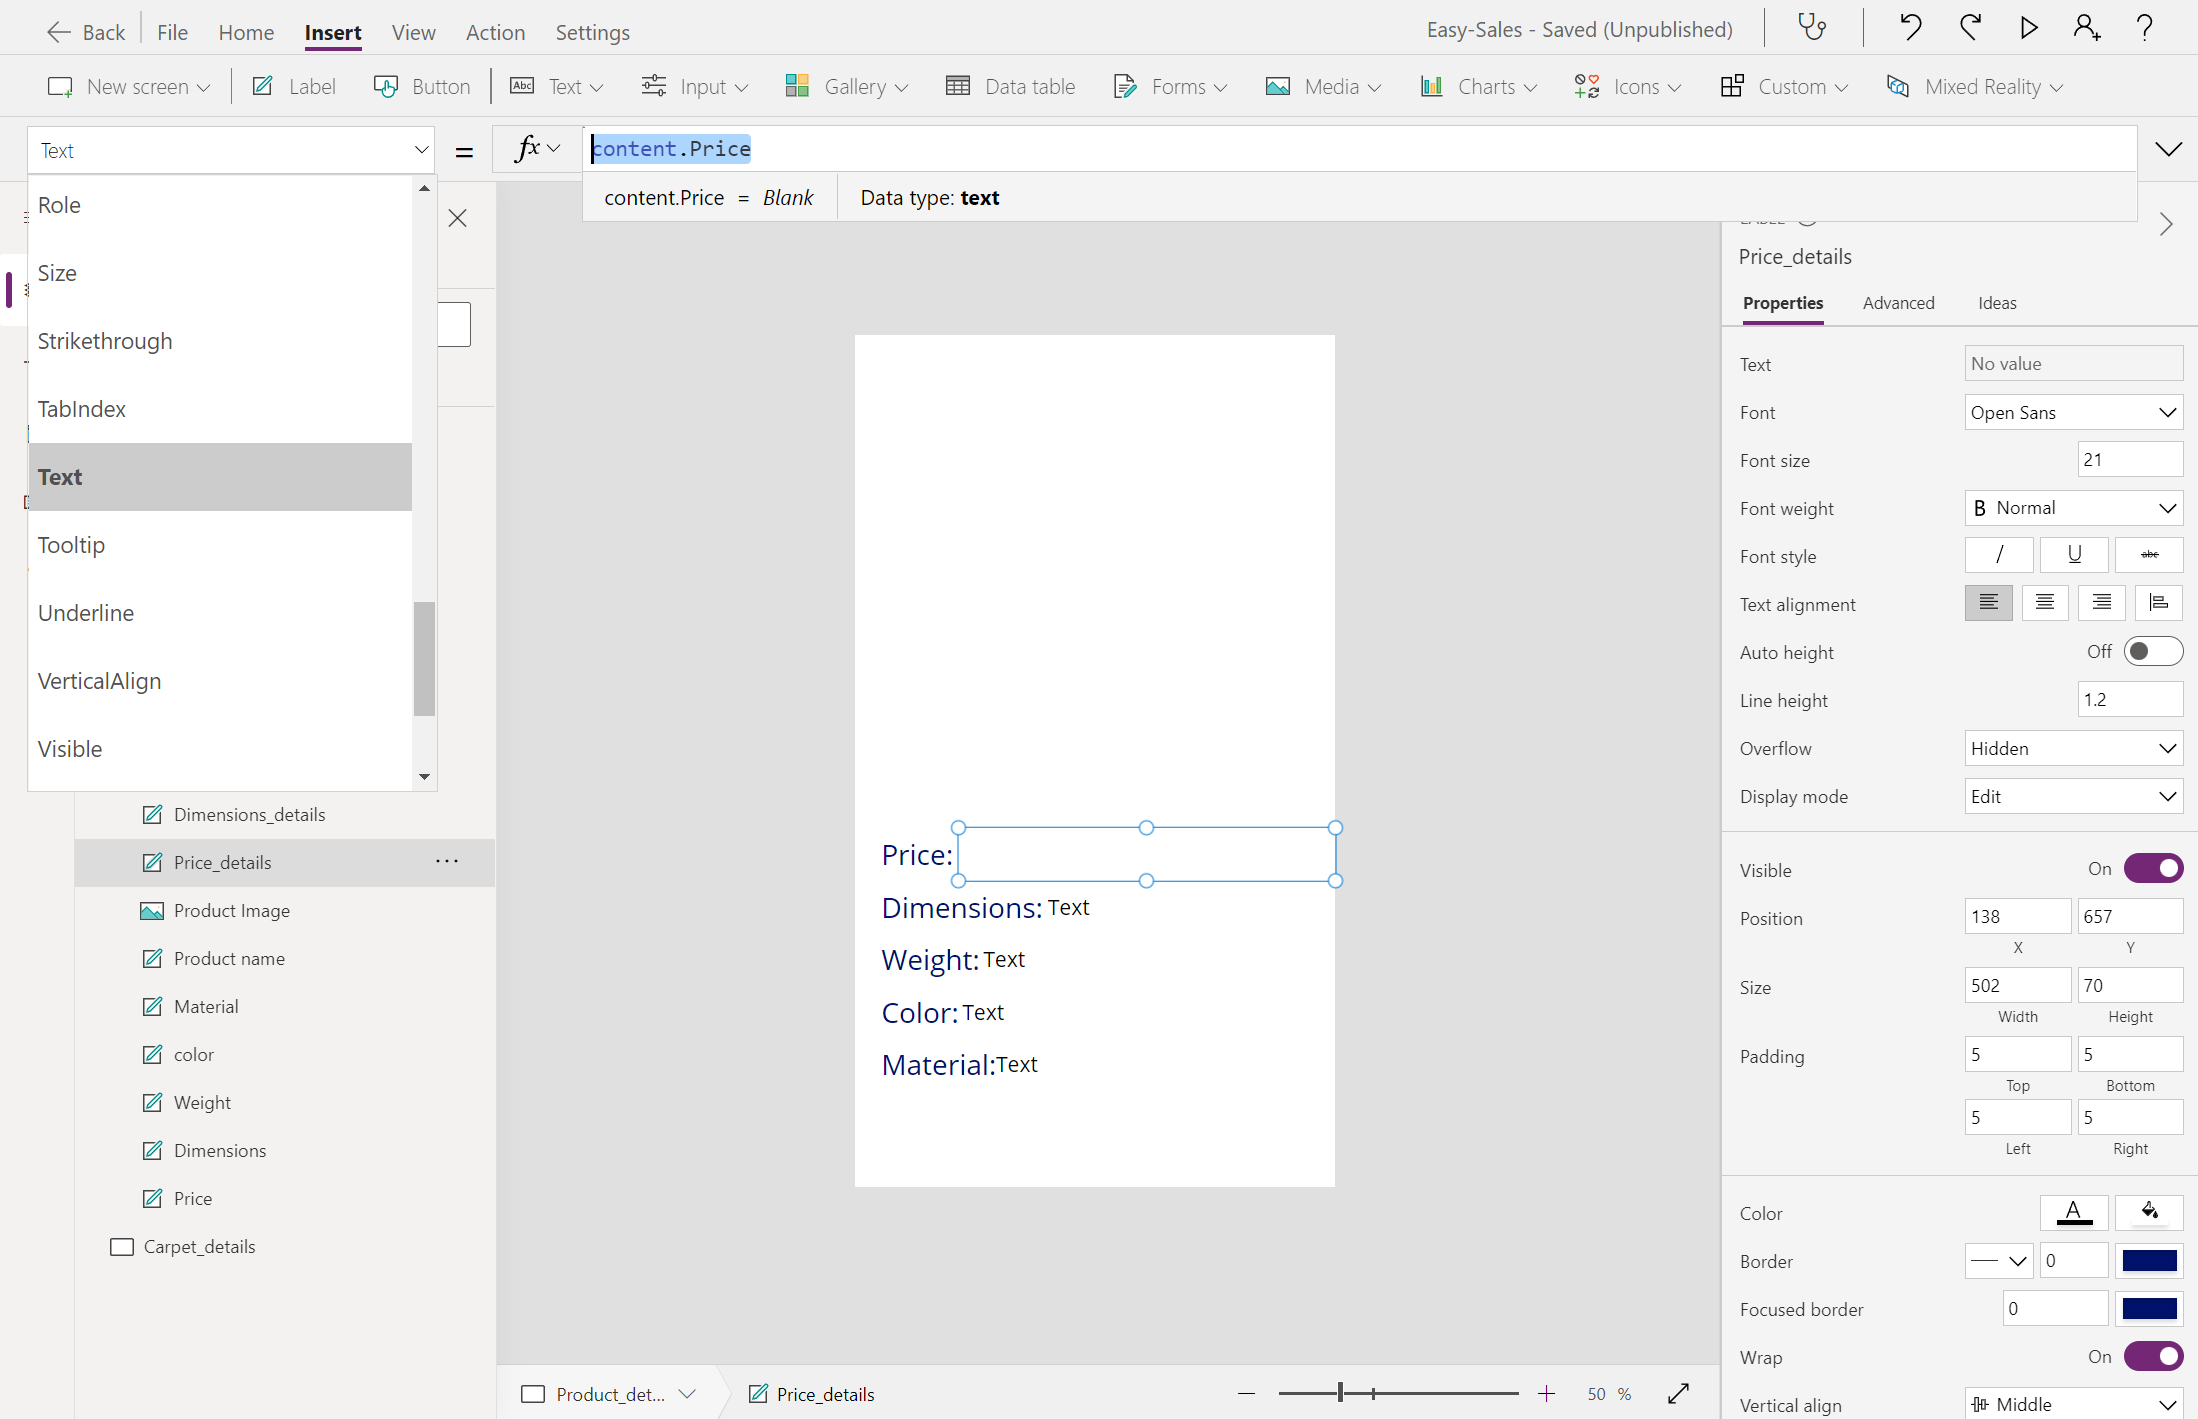 Back File Home Insert View Action Settings Easy-Sales - Saved (Unpublished)
New screen Label Button Abc Text Input Gallery Data table Forms Media Charts Icons Custom Mixed Reality
Text = fx content.Price
content.Price = Blank Data type: text
Role
Size
Strikethrough
TabIndex
Text
Tooltip
Underline
VerticalAlign
Visible
Dimensions_details
Price_details ...
Product Image
Product name
Material
color
Weight
Dimensions
Price
Carpet_details
Price:
Dimensions: Text
Weight: Text
Color: Text
Material: Text
Product_det... Price_details 50 %
Price_details
Properties Advanced Ideas
Text No value
Font Open Sans
Font size 21
Font weight B Normal
Font style / U abc
Text alignment
Auto height Off
Line height 1.2
Overflow Hidden
Display mode Edit
Visible On
Position 138 657
X Y
Size 502 70
Width Height
Padding 5 5
Top Bottom
5 5
Left Right
Color A
Border 0
Focused border 0
Wrap On
Vertical align Middle